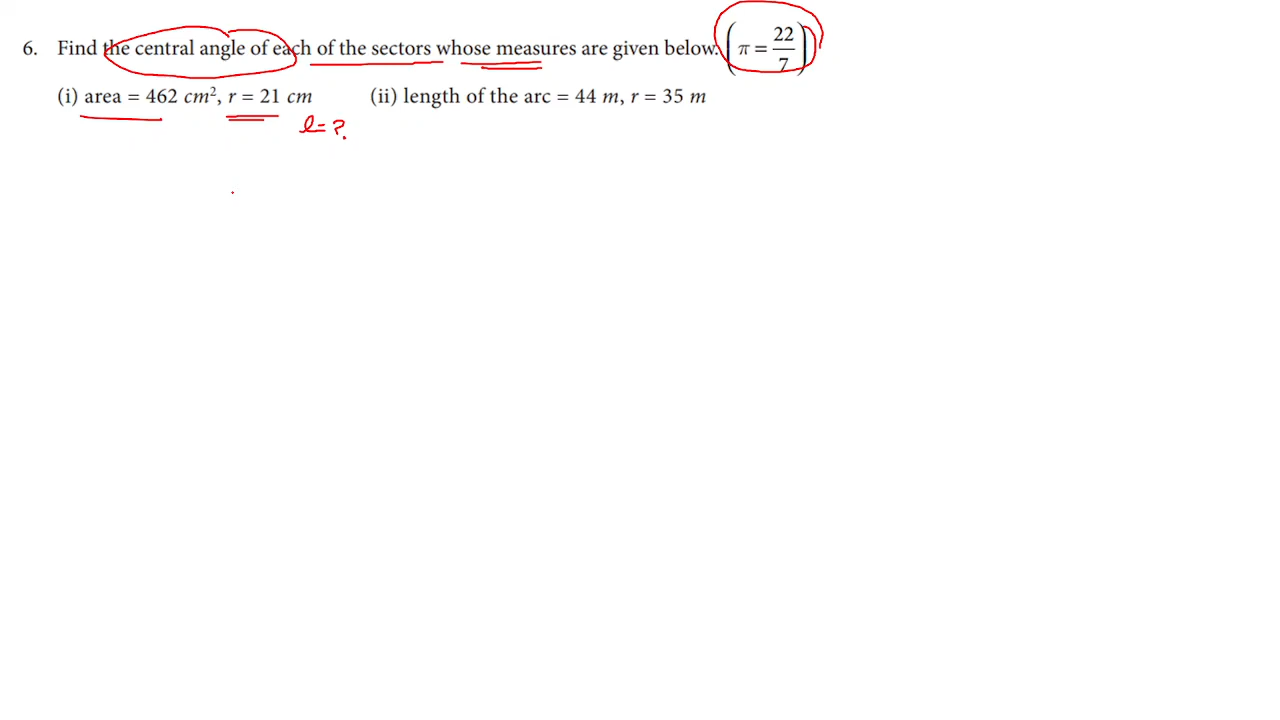 6. Find the central angle of each of the sectors whose measures are given below. (π = 22/7)
(i) area = 462 cm², r = 21 cm (ii) length of the arc = 44 m, r = 35 m
l = ?